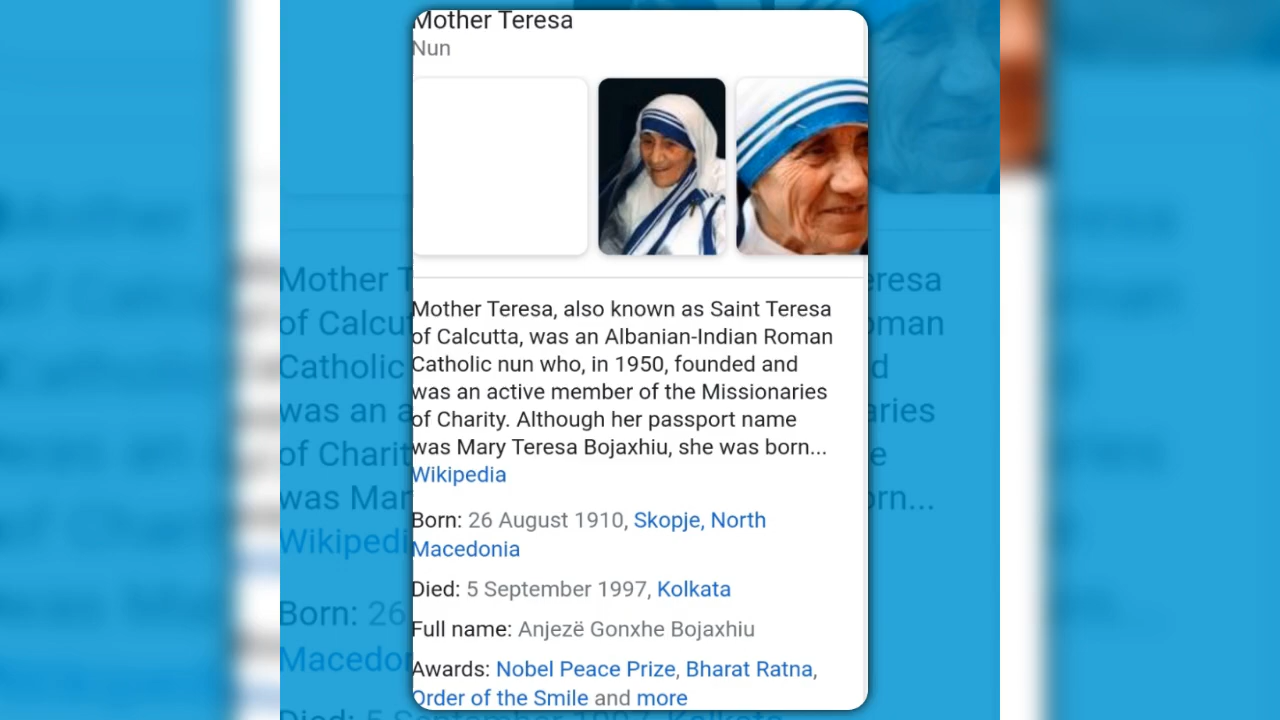 Mother Teresa
Nun
Mother Teresa, also known as Saint Teresa
of Calcutta, was an Albanian-Indian Roman
Catholic nun who, in 1950, founded and
was an active member of the Missionaries
of Charity. Although her passport name
was Mary Teresa Bojaxhiu, she was born...
Wikipedia
Born: 26 August 1910, Skopje, North
Macedonia
Died: 5 September 1997, Kolkata
Full name: Anjezë Gonxhe Bojaxhiu
Awards: Nobel Peace Prize, Bharat Ratna,
Order of the Smile and more